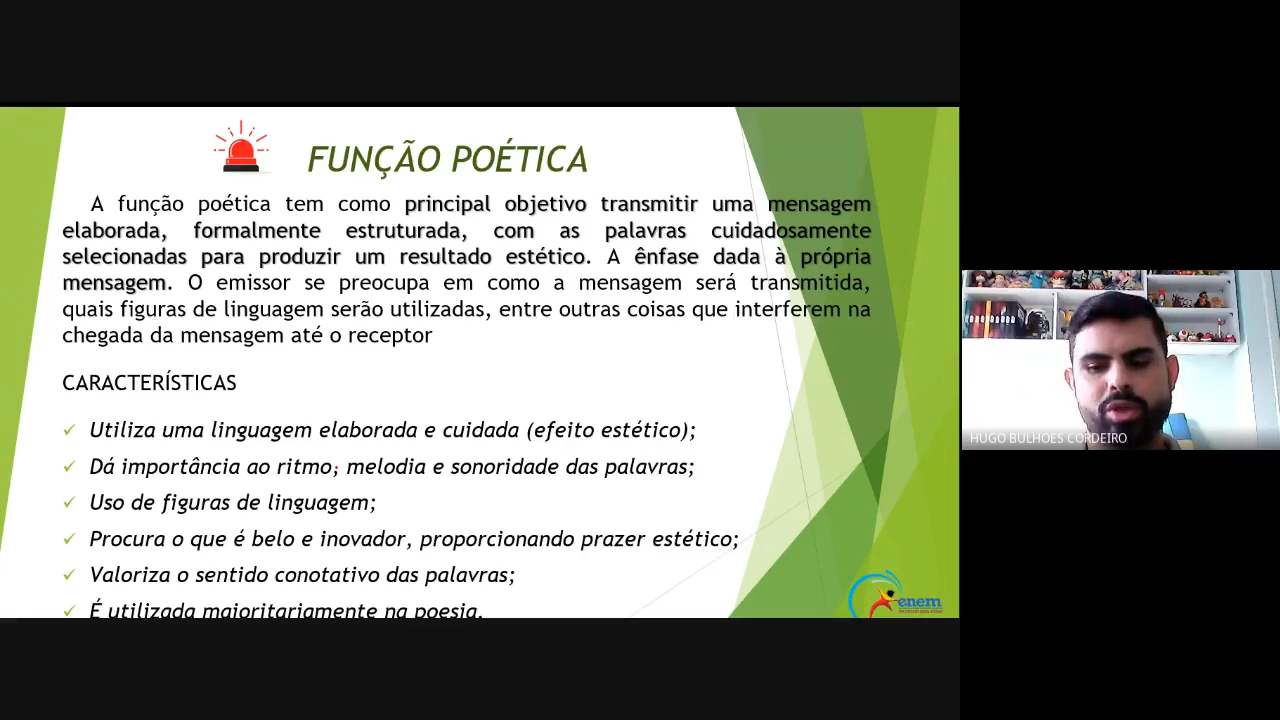 FUNÇÃO POÉTICA
A função poética tem como principal objetivo transmitir uma mensagem
elaborada, formalmente estruturada, com as palavras cuidadosamente
selecionadas para produzir um resultado estético. A ênfase dada à própria
mensagem. O emissor se preocupa em como a mensagem será transmitida,
quais figuras de linguagem serão utilizadas, entre outras coisas que interferem na
chegada da mensagem até o receptor
CARACTERÍSTICAS
Utiliza uma linguagem elaborada e cuidada (efeito estético);
Dá importância ao ritmo; melodia e sonoridade das palavras;
Uso de figuras de linguagem;
Procura o que é belo e inovador, proporcionando prazer estético;
Valoriza o sentido conotativo das palavras;
É utilizada maioritariamente na poesia.
enem
HUGO BULHOES CORDEIRO